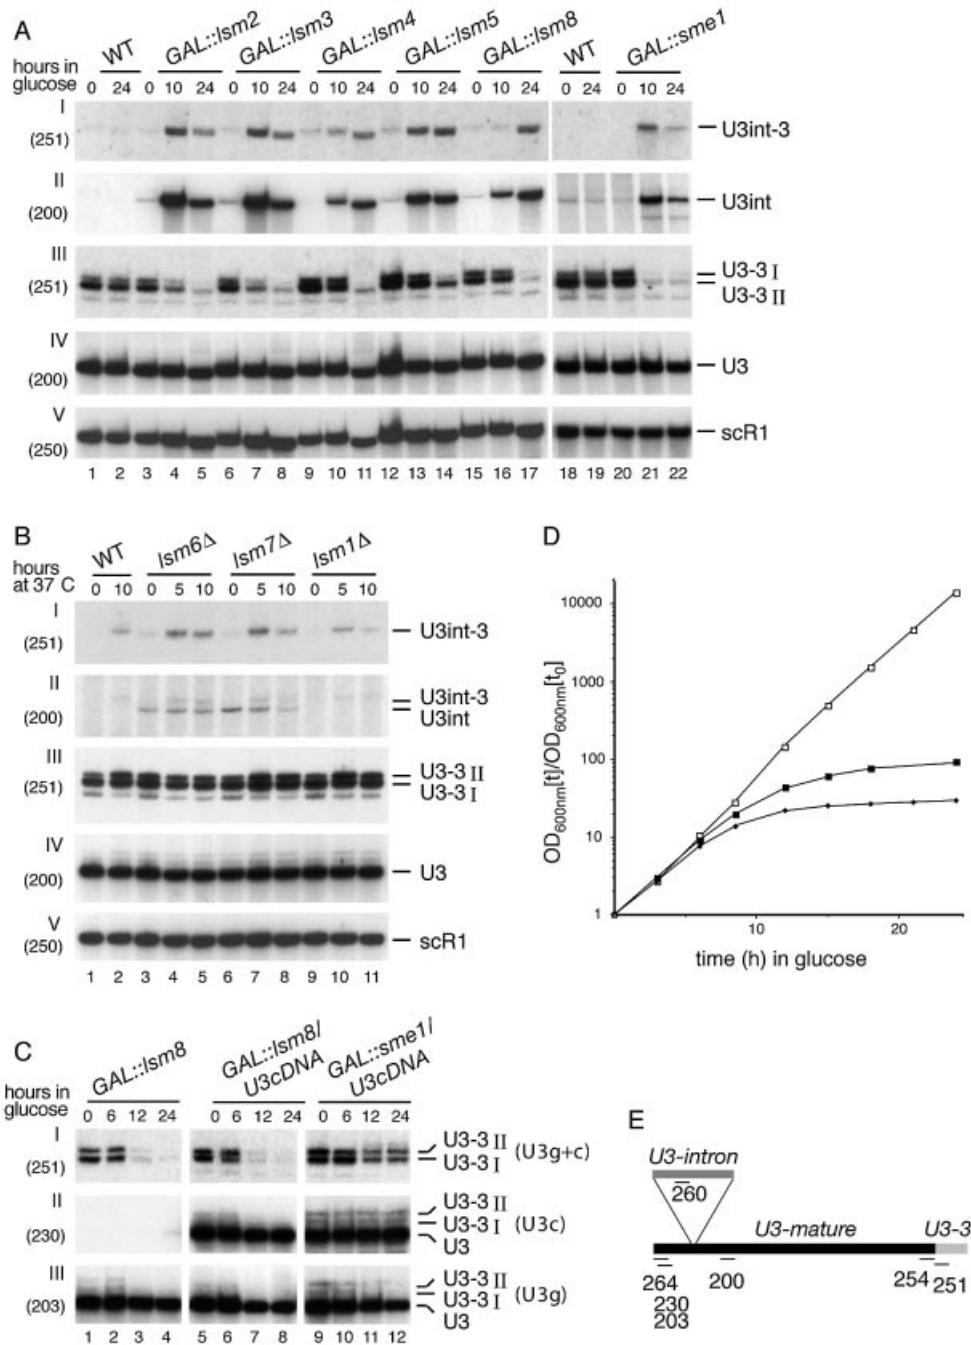 A
WT GAL::lsm2 GAL::lsm3 GAL::lsm4 GAL::lsm5 GAL::lsm8 WT GAL::sme1
hours in
glucose 0 24 0 10 24 0 10 24 0 10 24 0 10 24 0 10 24 0 24 0 10 24
I
(251) U3int-3
II
(200) U3int
III
(251) U3-3 I
U3-3 II
IV
(200) U3
V
(250) scR1
1 2 3 4 5 6 7 8 9 10 11 12 13 14 15 16 17 18 19 20 21 22
B
WT lsm6Δ lsm7Δ lsm1Δ
hours
at 37 C 0 10 0 5 10 0 5 10 0 5 10
I
(251) U3int-3
II
(200) U3int-3
U3int
III
(251) U3-3 II
U3-3 I
IV
(200) U3
V
(250) scR1
1 2 3 4 5 6 7 8 9 10 11
D
10000
1000
100
10
1
10 20
OD600nm[t]/OD600nm[t0]
time (h) in glucose
C
GAL::lsm8 GAL::lsm8/ U3cDNA GAL::sme1/ U3cDNA
hours in
glucose 0 6 12 24 0 6 12 24 0 6 12 24
I
(251) U3-3 II
U3-3 I (U3g+c)
II
(230) U3-3 II
U3-3 I (U3c)
U3
III
(203) U3-3 II
U3-3 I (U3g)
U3
1 2 3 4 5 6 7 8 9 10 11 12
E
U3-intron
260
U3-mature U3-3
264 200 254 251
230
203